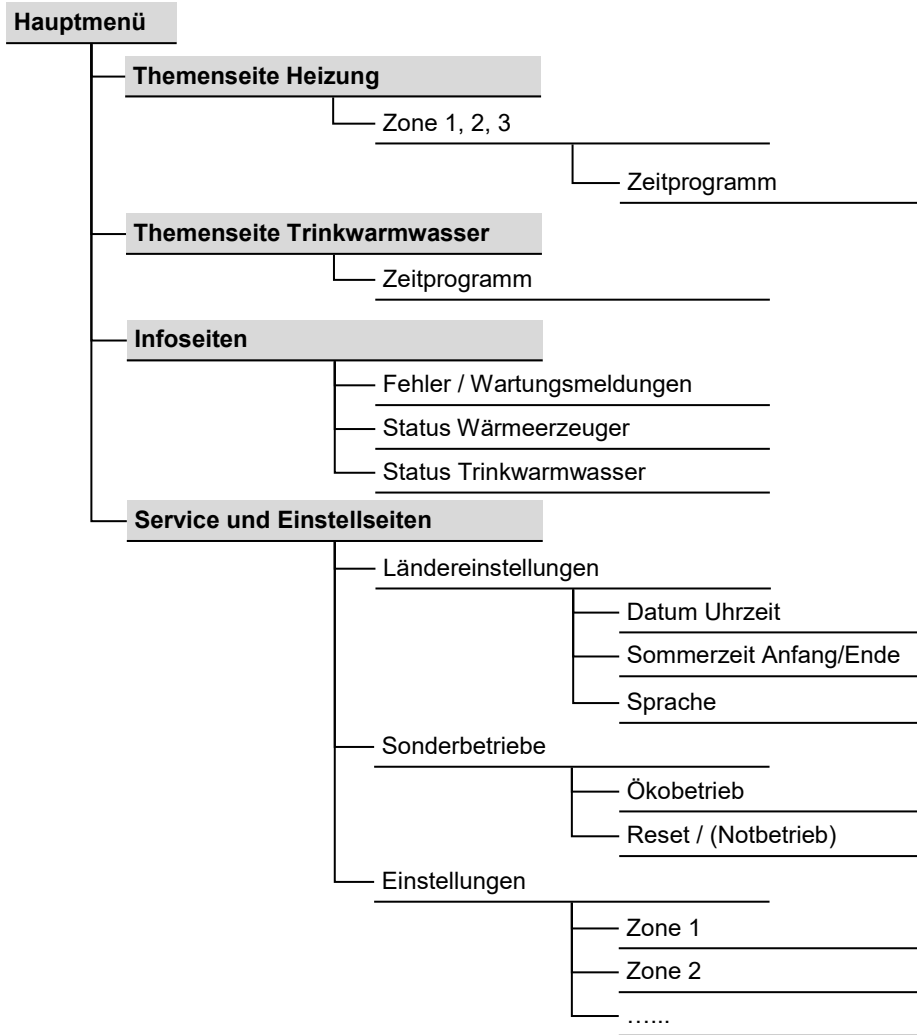 Hauptmenü
Themenseite Heizung
Zone 1, 2, 3
Zeitprogramm
Themenseite Trinkwarmwasser
Zeitprogramm
Infoseiten
Fehler / Wartungsmeldungen
Status Wärmeerzeuger
Status Trinkwarmwasser
Service und Einstellseiten
Ländereinstellungen
Datum Uhrzeit
Sommerzeit Anfang/Ende
Sprache
Sonderbetriebe
Ökobetrieb
Reset / (Notbetrieb)
Einstellungen
Zone 1
Zone 2
…...